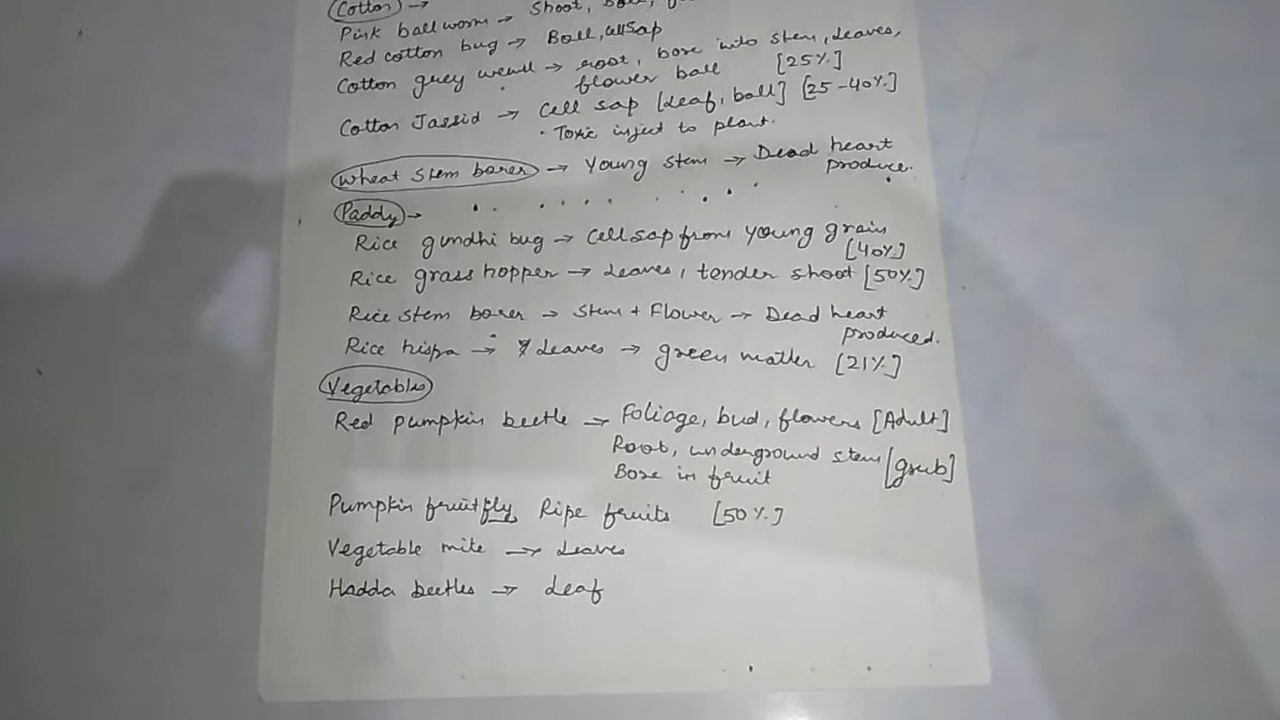 Cotton →
Pink ball worm → Shoot,
Red cotton bug → Boll, cell sap
Cotton grey weevil → root, bore into stem, leaves,
flower ball [25%]
Cotton Jassid → Cell sap [leaf, ball] [25-40%]
• Toxic inject to plant.
Wheat stem borer → Young stem → Dead heart
produce.
Paddy →
Rice gundhi bug → Cell sap from young grain
[40%]
Rice grass hopper → Leaves, tender shoot [50%]
Rice stem borer → Stem + Flower → Dead heart
produced.
Rice hispa → Leaves → green matter [21%]
Vegetables
Red pumpkin beetle → Foliage, bud, flowers [Adult]
Root, underground stem [grub]
Bore in fruit
Pumpkin fruitfly Ripe fruits [50%]
Vegetable mite → Leaves
Hadda beetles → Leaf